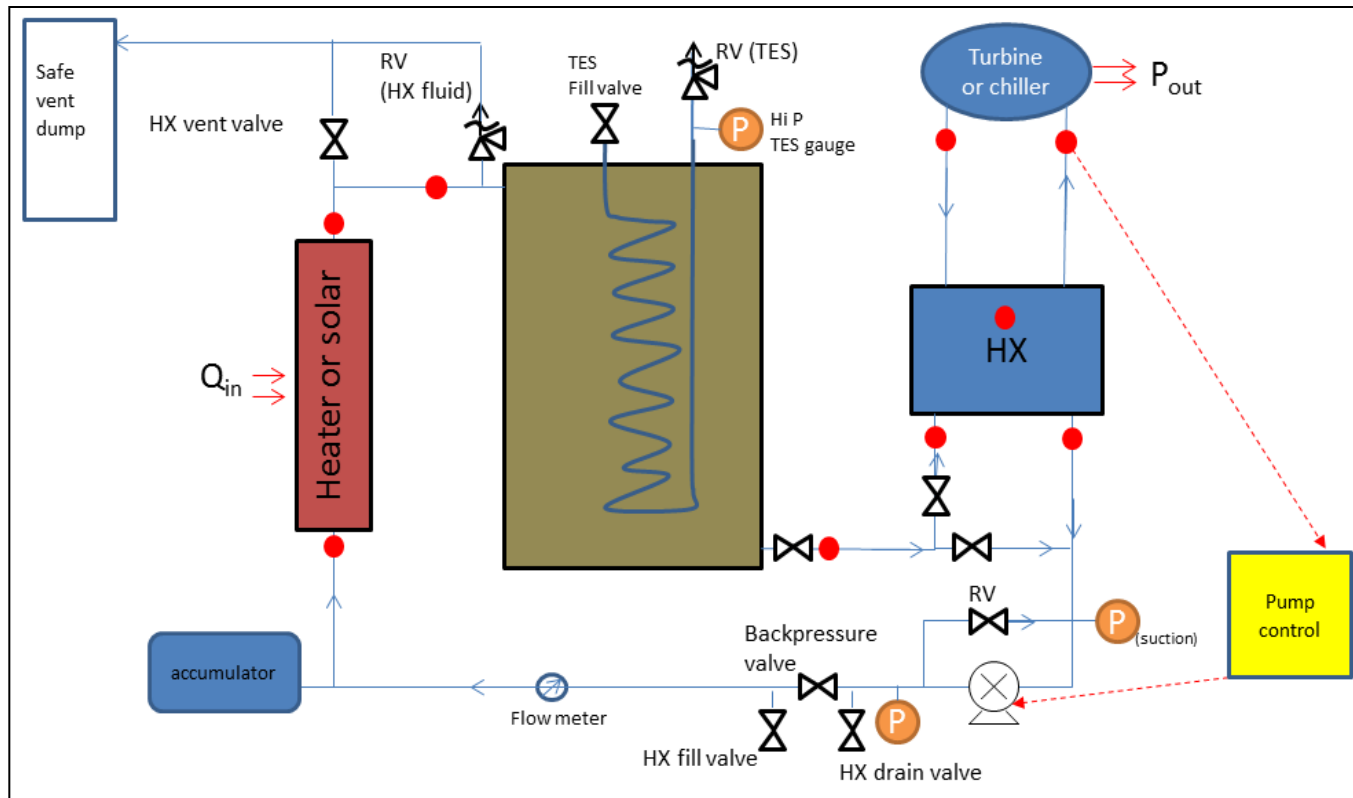 Safe
vent
dump
HX vent valve
RV
(HX fluid)
TES
Fill valve
RV (TES)
P
Hi P
TES gauge
Turbine
or chiller
Pout
Heater or solar
Qin
HX
RV
P
(suction)
Pump
control
Backpressure
valve
accumulator
Flow meter
P
HX fill valve
HX drain valve